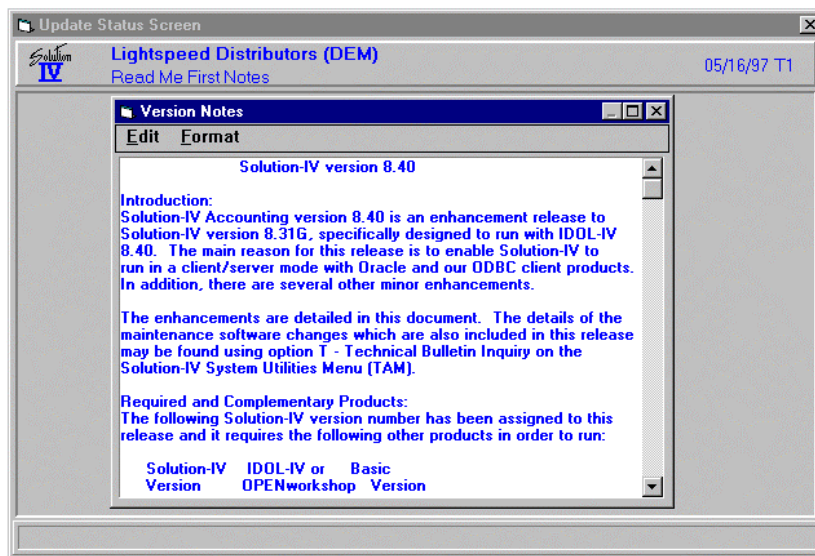 Update Status Screen
Solution
IV
Lightspeed Distributors (DEM)
Read Me First Notes
05/16/97 T1
Version Notes
Edit Format
Solution-IV version 8.40
Introduction:
Solution-IV Accounting version 8.40 is an enhancement release to
Solution-IV version 8.31G, specifically designed to run with IDOL-IV
8.40. The main reason for this release is to enable Solution-IV to
run in a client/server mode with Oracle and our ODBC client products.
In addition, there are several other minor enhancements.
The enhancements are detailed in this document. The details of the
maintenance software changes which are also included in this release
may be found using option T - Technical Bulletin Inquiry on the
Solution-IV System Utilities Menu (TAM).
Required and Complementary Products:
The following Solution-IV version number has been assigned to this
release and it requires the following other products in order to run:
Solution-IV IDOL-IV or Basic
Version OPENworkshop Version